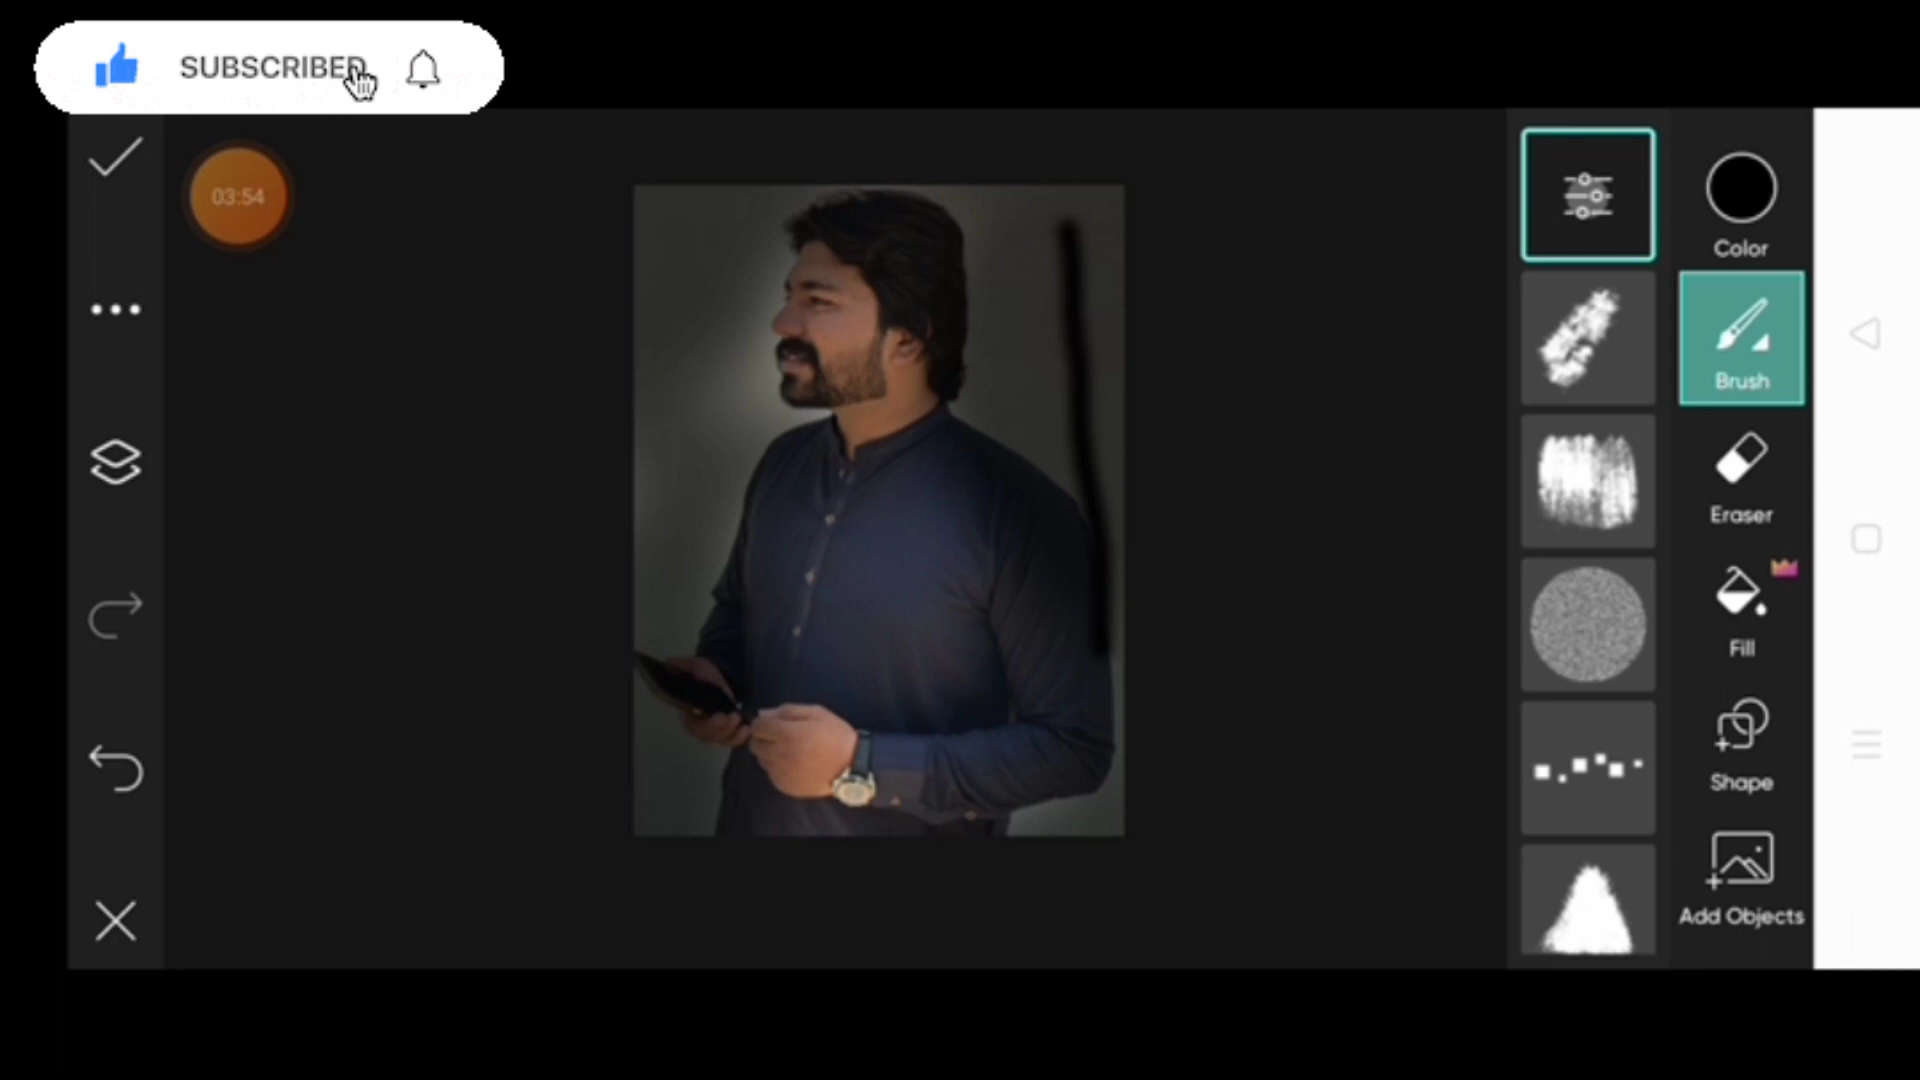 SUBSCRIBED
03:54
Color
Brush
Eraser
Fill
Shape
Add Objects